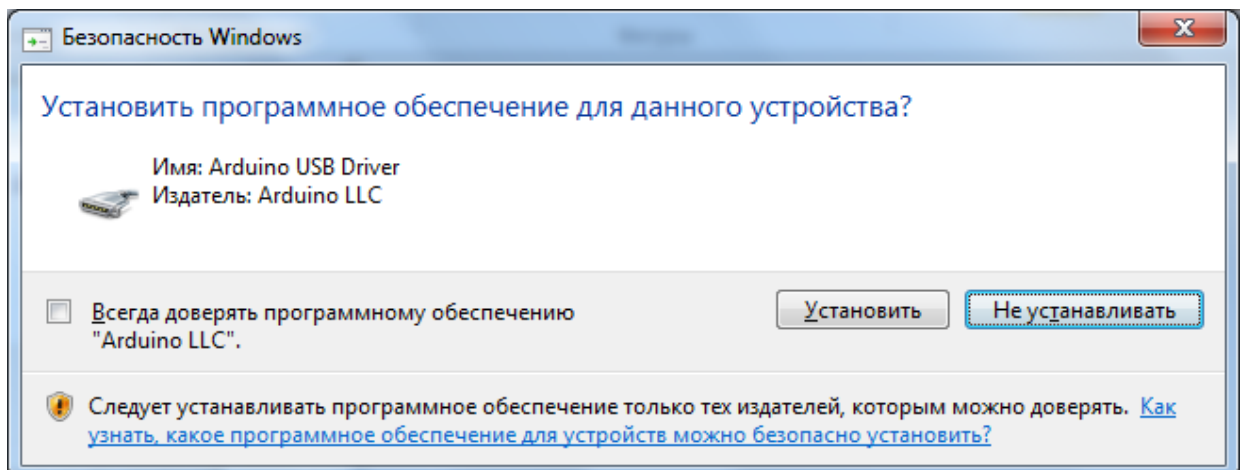 Безопасность Windows
Установить программное обеспечение для данного устройства?
Имя: Arduino USB Driver
Издатель: Arduino LLC
Всегда доверять программному обеспечению
"Arduino LLC".
Установить
Не устанавливать
Следует устанавливать программное обеспечение только тех издателей, которым можно доверять. Как
узнать, какое программное обеспечение для устройств можно безопасно установить?